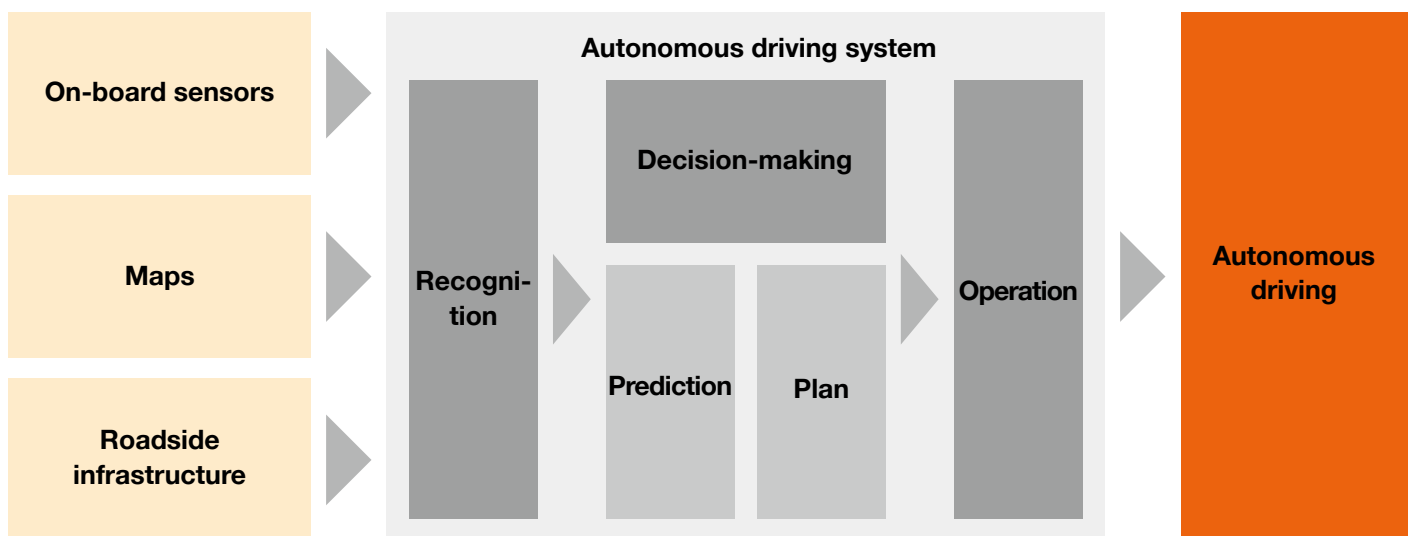 On-board sensors
Maps
Roadside
infrastructure
Autonomous driving system
Recogni-
tion
Decision-making
Prediction
Plan
Operation
Autonomous
driving